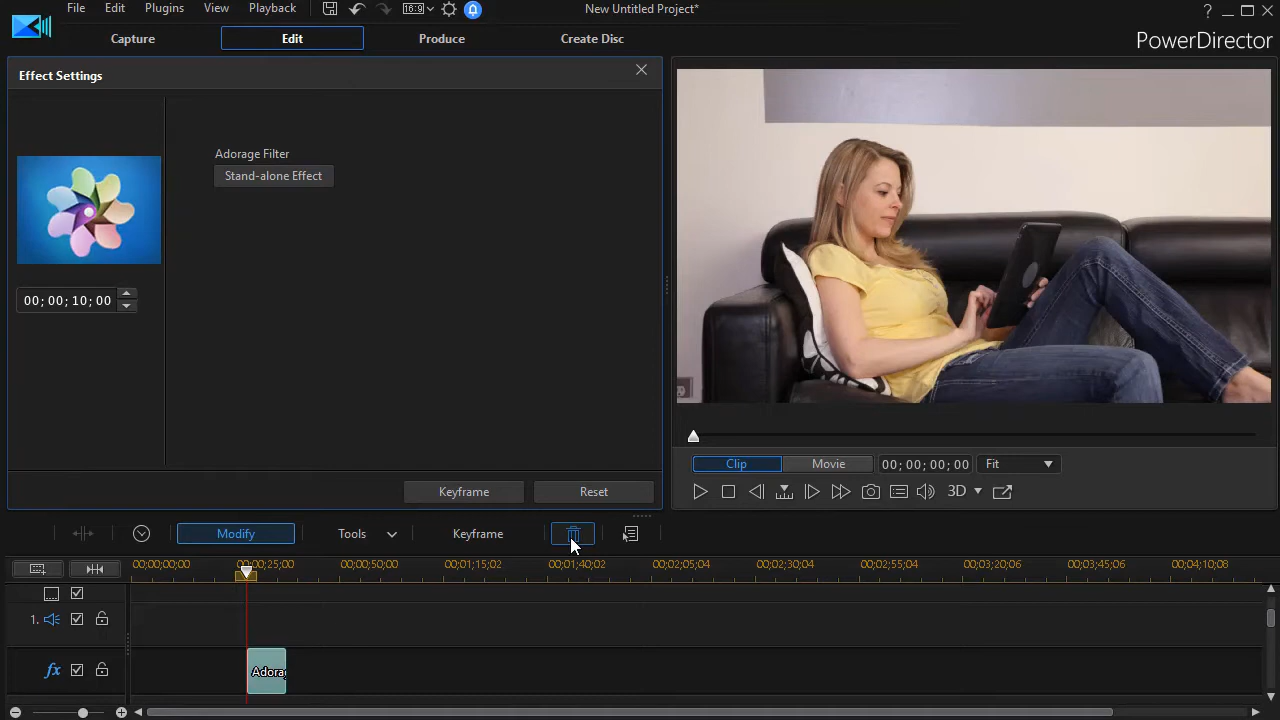 File Edit Plugins View Playback 16:9 New Untitled Project* ?
Capture Edit Produce Create Disc PowerDirector
Effect Settings
Adorage Filter
Stand-alone Effect
00; 00; 10; 00
Clip Movie 00; 00; 00; 00 Fit
3D
Keyframe Reset
Modify Tools Keyframe
00;00;00;00 00;00;25;00 00;00;50;00 00;01;15;02 00;01;40;02 00;02;05;04 00;02;30;04 00;02;55;04 00;03;20;06 00;03;45;06 00;04;10;08
1.
fx Adora